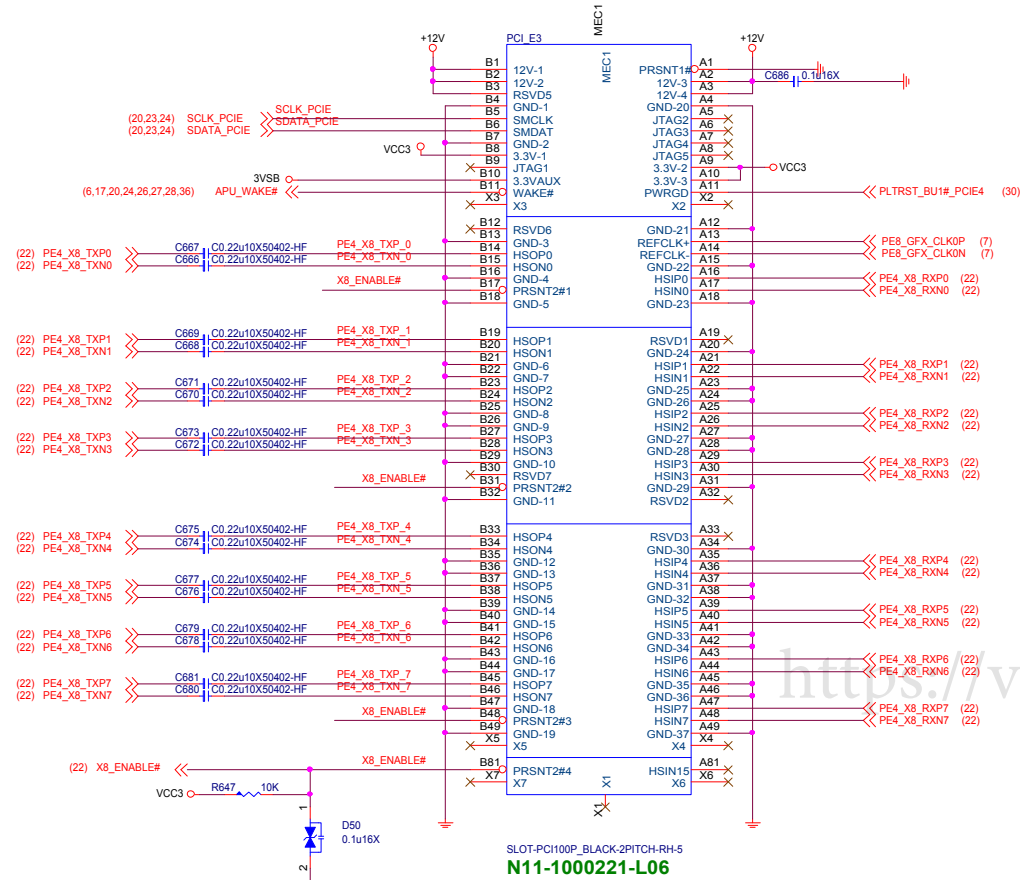 MEC1
+12V
+12V
PCI_E3
MEC1
B1 12V-1 PRSNT1# A1
B2 12V-2 12V-3 A2 C686 0.1u16X
B3 RSVD5 12V-4 A3
B4 GND-1 GND-20 A4
SCLK_PCIE
(20,23,24) SCLK_PCIE B5 SMCLK JTAG2 A5
SDATA_PCIE
(20,23,24) SDATA_PCIE B6 SMDAT JTAG3 A6
B7 GND-2 JTAG4 A7
VCC3 B8 3.3V-1 JTAG5 A8
B9 JTAG1 3.3V-2 A9 VCC3
3VSB B10 3.3VAUX 3.3V-3 A10
(6,17,20,24,26,27,28,36) APU_WAKE# B11 WAKE# PWRGD A11 PLTRST_BU1#_PCIE4 (30)
X3 X3 X2 X2
B12 RSVD6 GND-21 A12
B13 GND-3 REFCLK+ A13 PE8_GFX_CLK0P (7)
(22) PE4_X8_TXP0 C667 C0.22u10X50402-HF PE4_X8_TXP_0 B14 HSOP0 REFCLK- A14 PE8_GFX_CLK0N (7)
(22) PE4_X8_TXN0 C666 C0.22u10X50402-HF PE4_X8_TXN_0 B15 HSON0 GND-22 A15
B16 GND-4 HSIP0 A16 PE4_X8_RXP0 (22)
X8_ENABLE# B17 PRSNT2#1 HSIN0 A17 PE4_X8_RXN0 (22)
B18 GND-5 GND-23 A18
(22) PE4_X8_TXP1 C669 C0.22u10X50402-HF PE4_X8_TXP_1 B19 HSOP1 RSVD1 A19
(22) PE4_X8_TXN1 C668 C0.22u10X50402-HF PE4_X8_TXN_1 B20 HSON1 GND-24 A20
B21 GND-6 HSIP1 A21 PE4_X8_RXP1 (22)
B22 GND-7 HSIN1 A22 PE4_X8_RXN1 (22)
(22) PE4_X8_TXP2 C671 C0.22u10X50402-HF PE4_X8_TXP_2 B23 HSOP2 GND-25 A23
(22) PE4_X8_TXN2 C670 C0.22u10X50402-HF PE4_X8_TXN_2 B24 HSON2 GND-26 A24
B25 GND-8 HSIP2 A25 PE4_X8_RXP2 (22)
B26 GND-9 HSIN2 A26 PE4_X8_RXN2 (22)
(22) PE4_X8_TXP3 C673 C0.22u10X50402-HF PE4_X8_TXP_3 B27 HSOP3 GND-27 A27
(22) PE4_X8_TXN3 C672 C0.22u10X50402-HF PE4_X8_TXN_3 B28 HSON3 GND-28 A28
B29 GND-10 HSIP3 A29 PE4_X8_RXP3 (22)
B30 RSVD7 HSIN3 A30 PE4_X8_RXN3 (22)
X8_ENABLE# B31 PRSNT2#2 GND-29 A31
B32 GND-11 RSVD2 A32
(22) PE4_X8_TXP4 C675 C0.22u10X50402-HF PE4_X8_TXP_4 B33 HSOP4 RSVD3 A33
(22) PE4_X8_TXN4 C674 C0.22u10X50402-HF PE4_X8_TXN_4 B34 HSON4 GND-30 A34
B35 GND-12 HSIP4 A35 PE4_X8_RXP4 (22)
B36 GND-13 HSIN4 A36 PE4_X8_RXN4 (22)
(22) PE4_X8_TXP5 C677 C0.22u10X50402-HF PE4_X8_TXP_5 B37 HSOP5 GND-31 A37
(22) PE4_X8_TXN5 C676 C0.22u10X50402-HF PE4_X8_TXN_5 B38 HSON5 GND-32 A38
B39 GND-14 HSIP5 A39 PE4_X8_RXP5 (22)
B40 GND-15 HSIN5 A40 PE4_X8_RXN5 (22)
(22) PE4_X8_TXP6 C679 C0.22u10X50402-HF PE4_X8_TXP_6 B41 HSOP6 GND-33 A41
(22) PE4_X8_TXN6 C678 C0.22u10X50402-HF PE4_X8_TXN_6 B42 HSON6 GND-34 A42
B43 GND-16 HSIP6 A43 PE4_X8_RXP6 (22)
B44 GND-17 HSIN6 A44 PE4_X8_RXN6 (22)
(22) PE4_X8_TXP7 C681 C0.22u10X50402-HF PE4_X8_TXP_7 B45 HSOP7 GND-35 A45
(22) PE4_X8_TXN7 C680 C0.22u10X50402-HF PE4_X8_TXN_7 B46 HSON7 GND-36 A46
https://v
B47 GND-18 HSIP7 A47 PE4_X8_RXP7 (22)
X8_ENABLE# B48 PRSNT2#3 HSIN7 A48 PE4_X8_RXN7 (22)
B49 GND-19 GND-37 A49
X5 X5 X4 X4
(22) X8_ENABLE# X8_ENABLE# B81 PRSNT2#4 HSIN15 A81
X7 X7 X1 X6 X6
VCC3 R647 10K
X1
1
D50
0.1u16X
2
SLOT-PCI100P_BLACK-2PITCH-RH-5
N11-1000221-L06